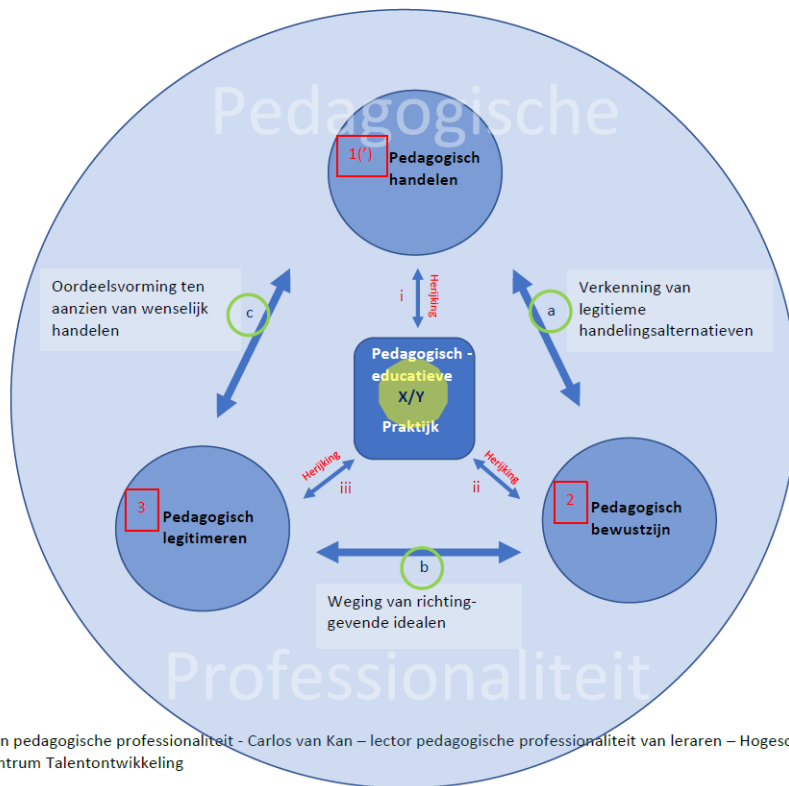 Pedagogische
1(')
Pedagogisch
handelen
Oordeelsvorming ten
aanzien van wenselijk
handelen
c
i
Herijking
a
Verkenning van
legitieme
handelingsalternatieven
Pedagogisch -
educatieve
X/Y
Praktijk
3
Pedagogisch
legitimeren
Herijking
iii
Herijking
ii
2
Pedagogisch
bewustzijn
b
Weging van richting-
gevende idealen
Professionaliteit
n pedagogische professionaliteit - Carlos van Kan – lector pedagogische professionaliteit van leraren – Hogesc
ntrum Talentontwikkeling